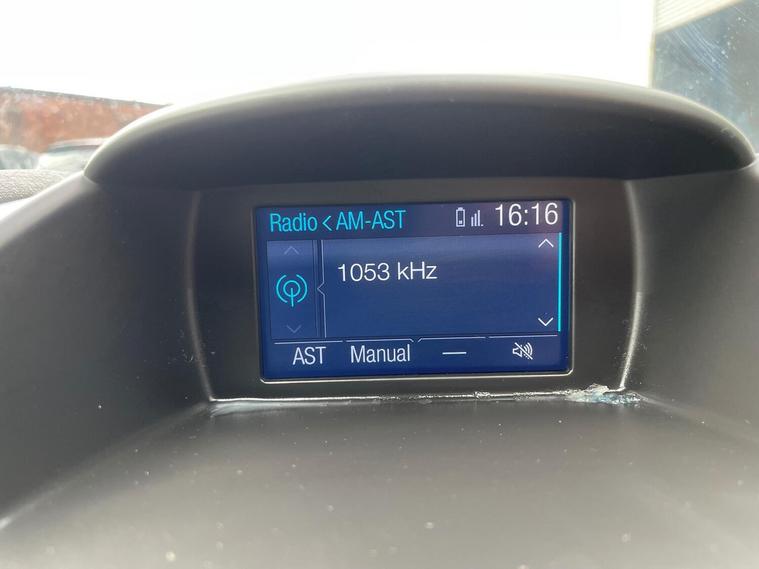 Radio < AM-AST 16:16
1053 kHz
AST Manual —